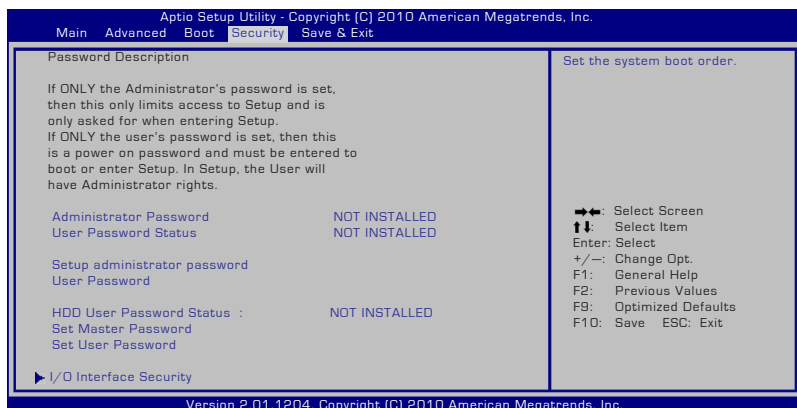 Aptio Setup Utility - Copyright (C) 2010 American Megatrends, Inc.
Main Advanced Boot Security Save & Exit
Password Description
If ONLY the Administrator's password is set,
then this only limits access to Setup and is
only asked for when entering Setup.
If ONLY the user's password is set, then this
is a power on password and must be entered to
boot or enter Setup. In Setup, the User will
have Administrator rights.
Administrator Password NOT INSTALLED
User Password Status NOT INSTALLED
Setup administrator password
User Password
HDD User Password Status : NOT INSTALLED
Set Master Password
Set User Password
I/O Interface Security
Set the system boot order.
→←: Select Screen
↑↓: Select Item
Enter: Select
+/—: Change Opt.
F1: General Help
F2: Previous Values
F9: Optimized Defaults
F10: Save ESC: Exit
Version 2.01.1204. Copyright (C) 2010 American Megatrends, Inc.